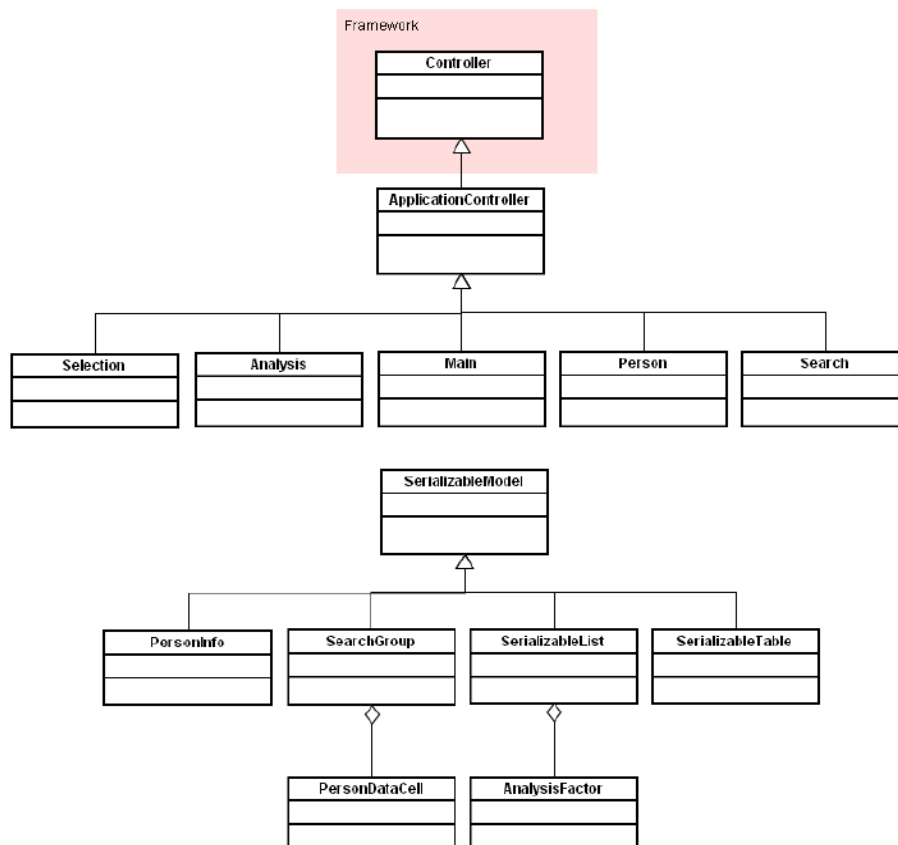 Framework
Controller
ApplicationController
Selection
Analysis
Main
Person
Search
SerializableModel
PersonInfo
SearchGroup
SerializableList
SerializableTable
PersonDataCell
AnalysisFactor